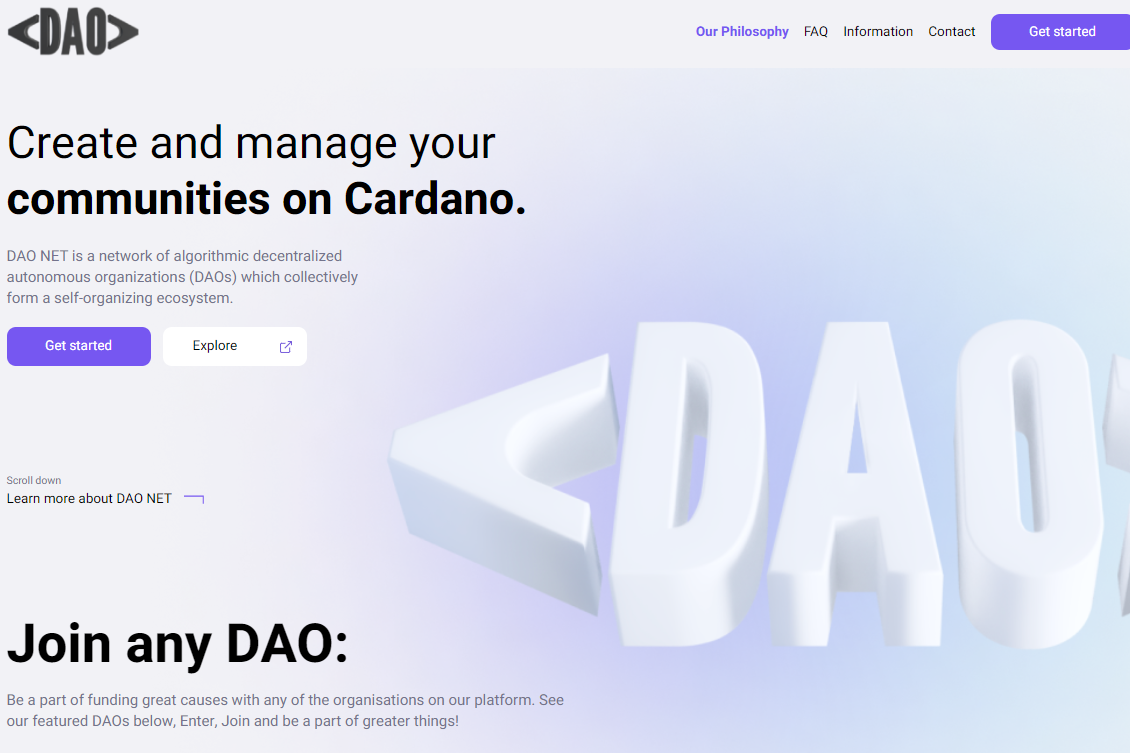 <DAO>
Our Philosophy FAQ Information Contact Get started
Create and manage your
communities on Cardano.
DAO NET is a network of algorithmic decentralized
autonomous organizations (DAOs) which collectively
form a self-organizing ecosystem.
Get started Explore
<DAO
Scroll down
Learn more about DAO NET
Join any DAO:
Be a part of funding great causes with any of the organisations on our platform. See
our featured DAOs below, Enter, Join and be a part of greater things!